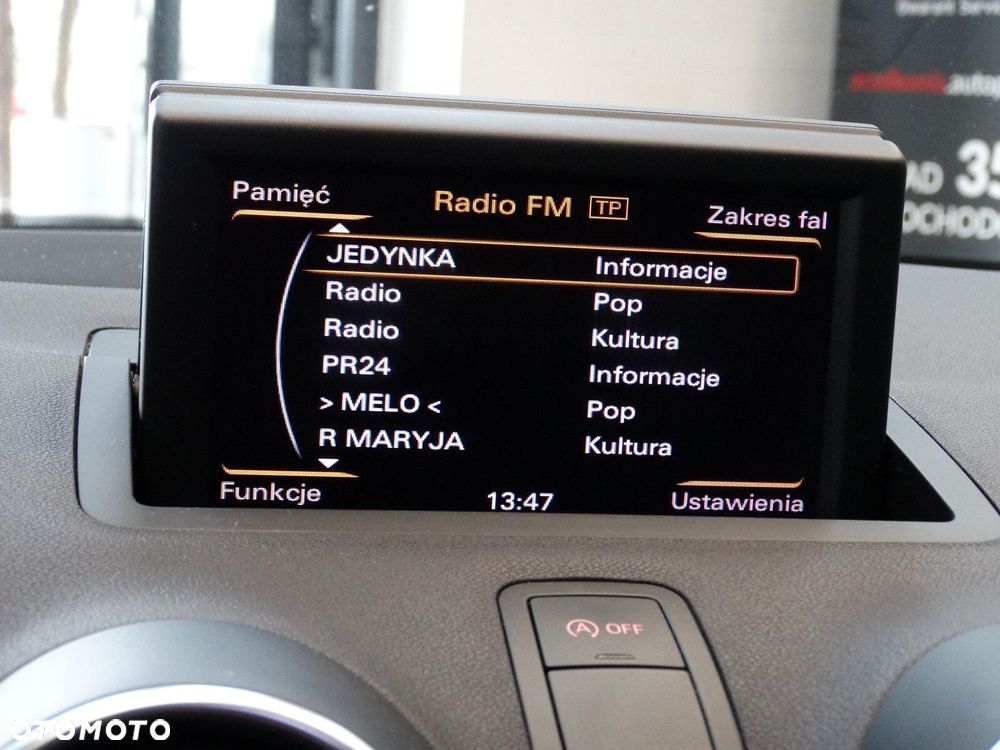 35
Pamięć
Radio FM TP
Zakres fal
JEDYNKA Informacje
Radio Pop
Radio Kultura
PR24 Informacje
> MELO < Pop
R MARYJA Kultura
Funkcje
13:47
Ustawienia
A OFF
OTOMOTO